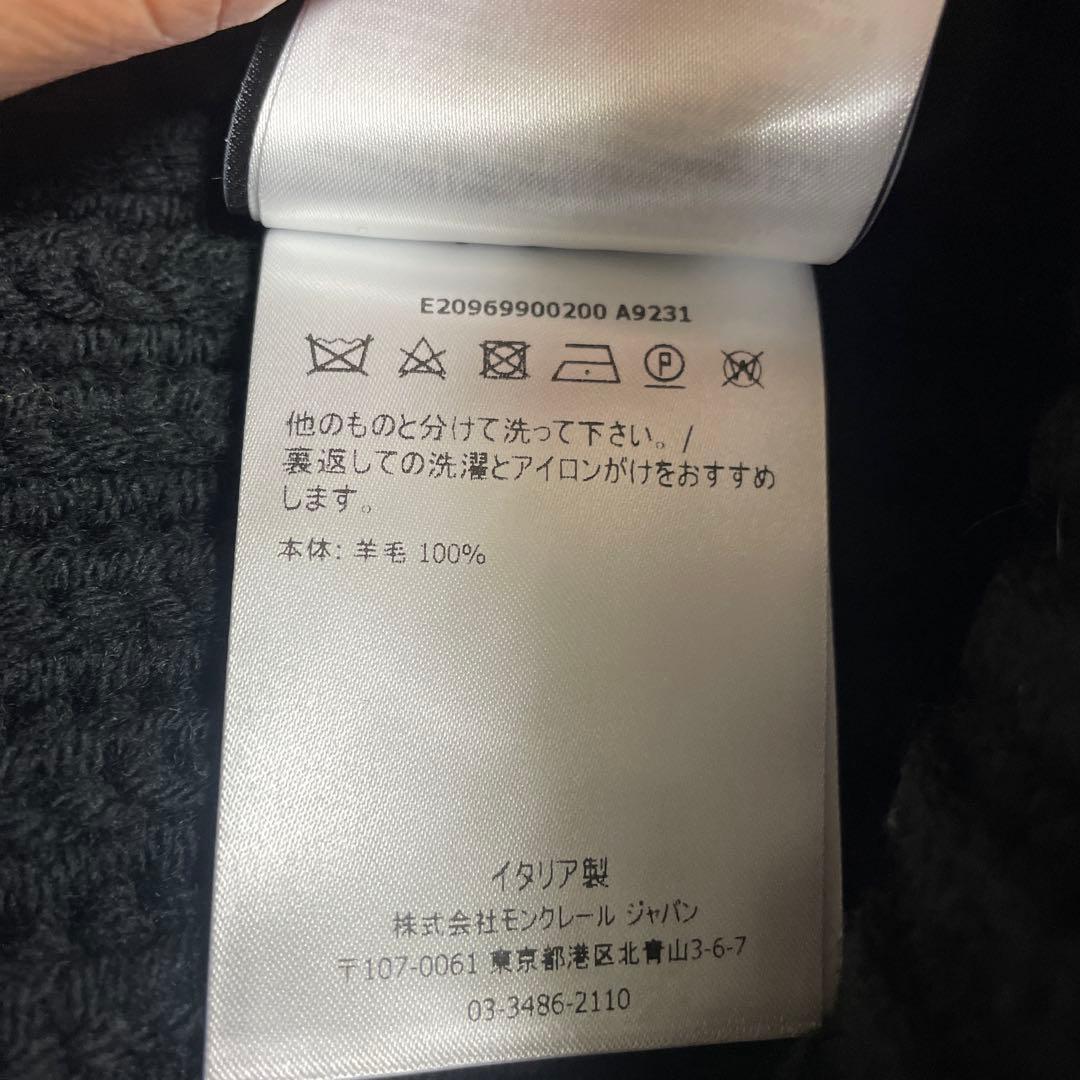 E20969900200 A9231
P W
他のものと分けて洗って下さい。/
裏返しての洗濯とアイロンがけをおすすめ
します。
本体: 羊毛 100%
イタリア製
株式会社モンクレール ジャパン
〒107-0061 東京都港区北青山3-6-7
03-3486-2110